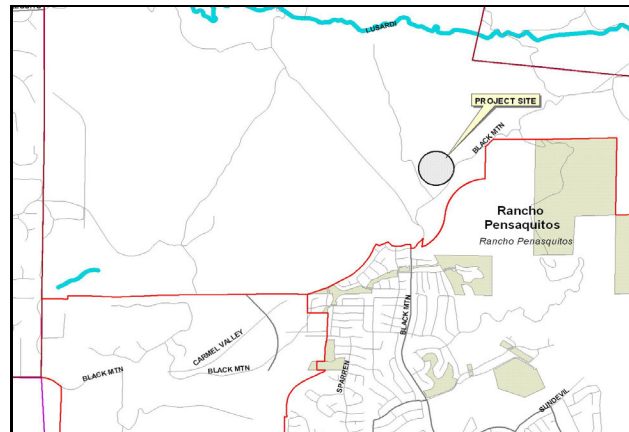 LUSARDI
PROJECT SITE
BLACK MTN
Rancho
Pensaquitos
Rancho Penasquitos
BLACK MTN
CARMEL VALLEY
BLACK MTN
BLACK MTN
SPARREN
SUNDEVIL